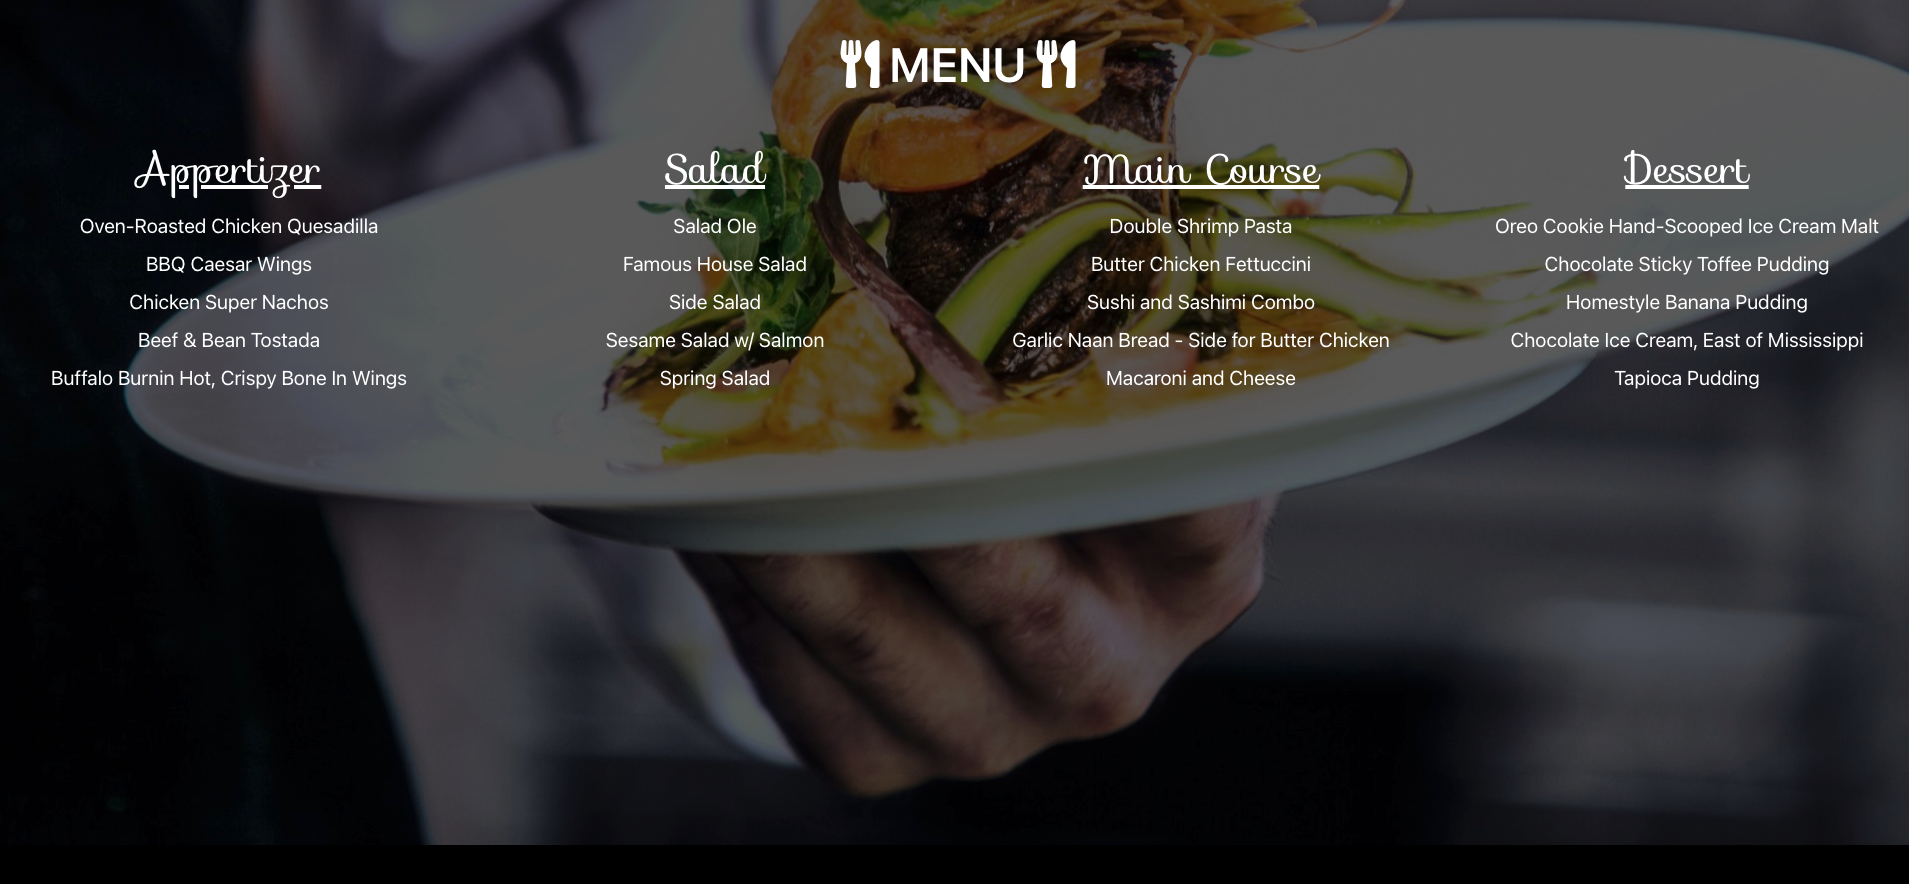 MENU
Appertizer
Oven-Roasted Chicken Quesadilla
BBQ Caesar Wings
Chicken Super Nachos
Beef & Bean Tostada
Buffalo Burnin Hot, Crispy Bone In Wings
Salad
Salad Ole
Famous House Salad
Side Salad
Sesame Salad w/ Salmon
Spring Salad
Main Course
Double Shrimp Pasta
Butter Chicken Fettuccini
Sushi and Sashimi Combo
Garlic Naan Bread - Side for Butter Chicken
Macaroni and Cheese
Dessert
Oreo Cookie Hand-Scooped Ice Cream Malt
Chocolate Sticky Toffee Pudding
Homestyle Banana Pudding
Chocolate Ice Cream, East of Mississippi
Tapioca Pudding